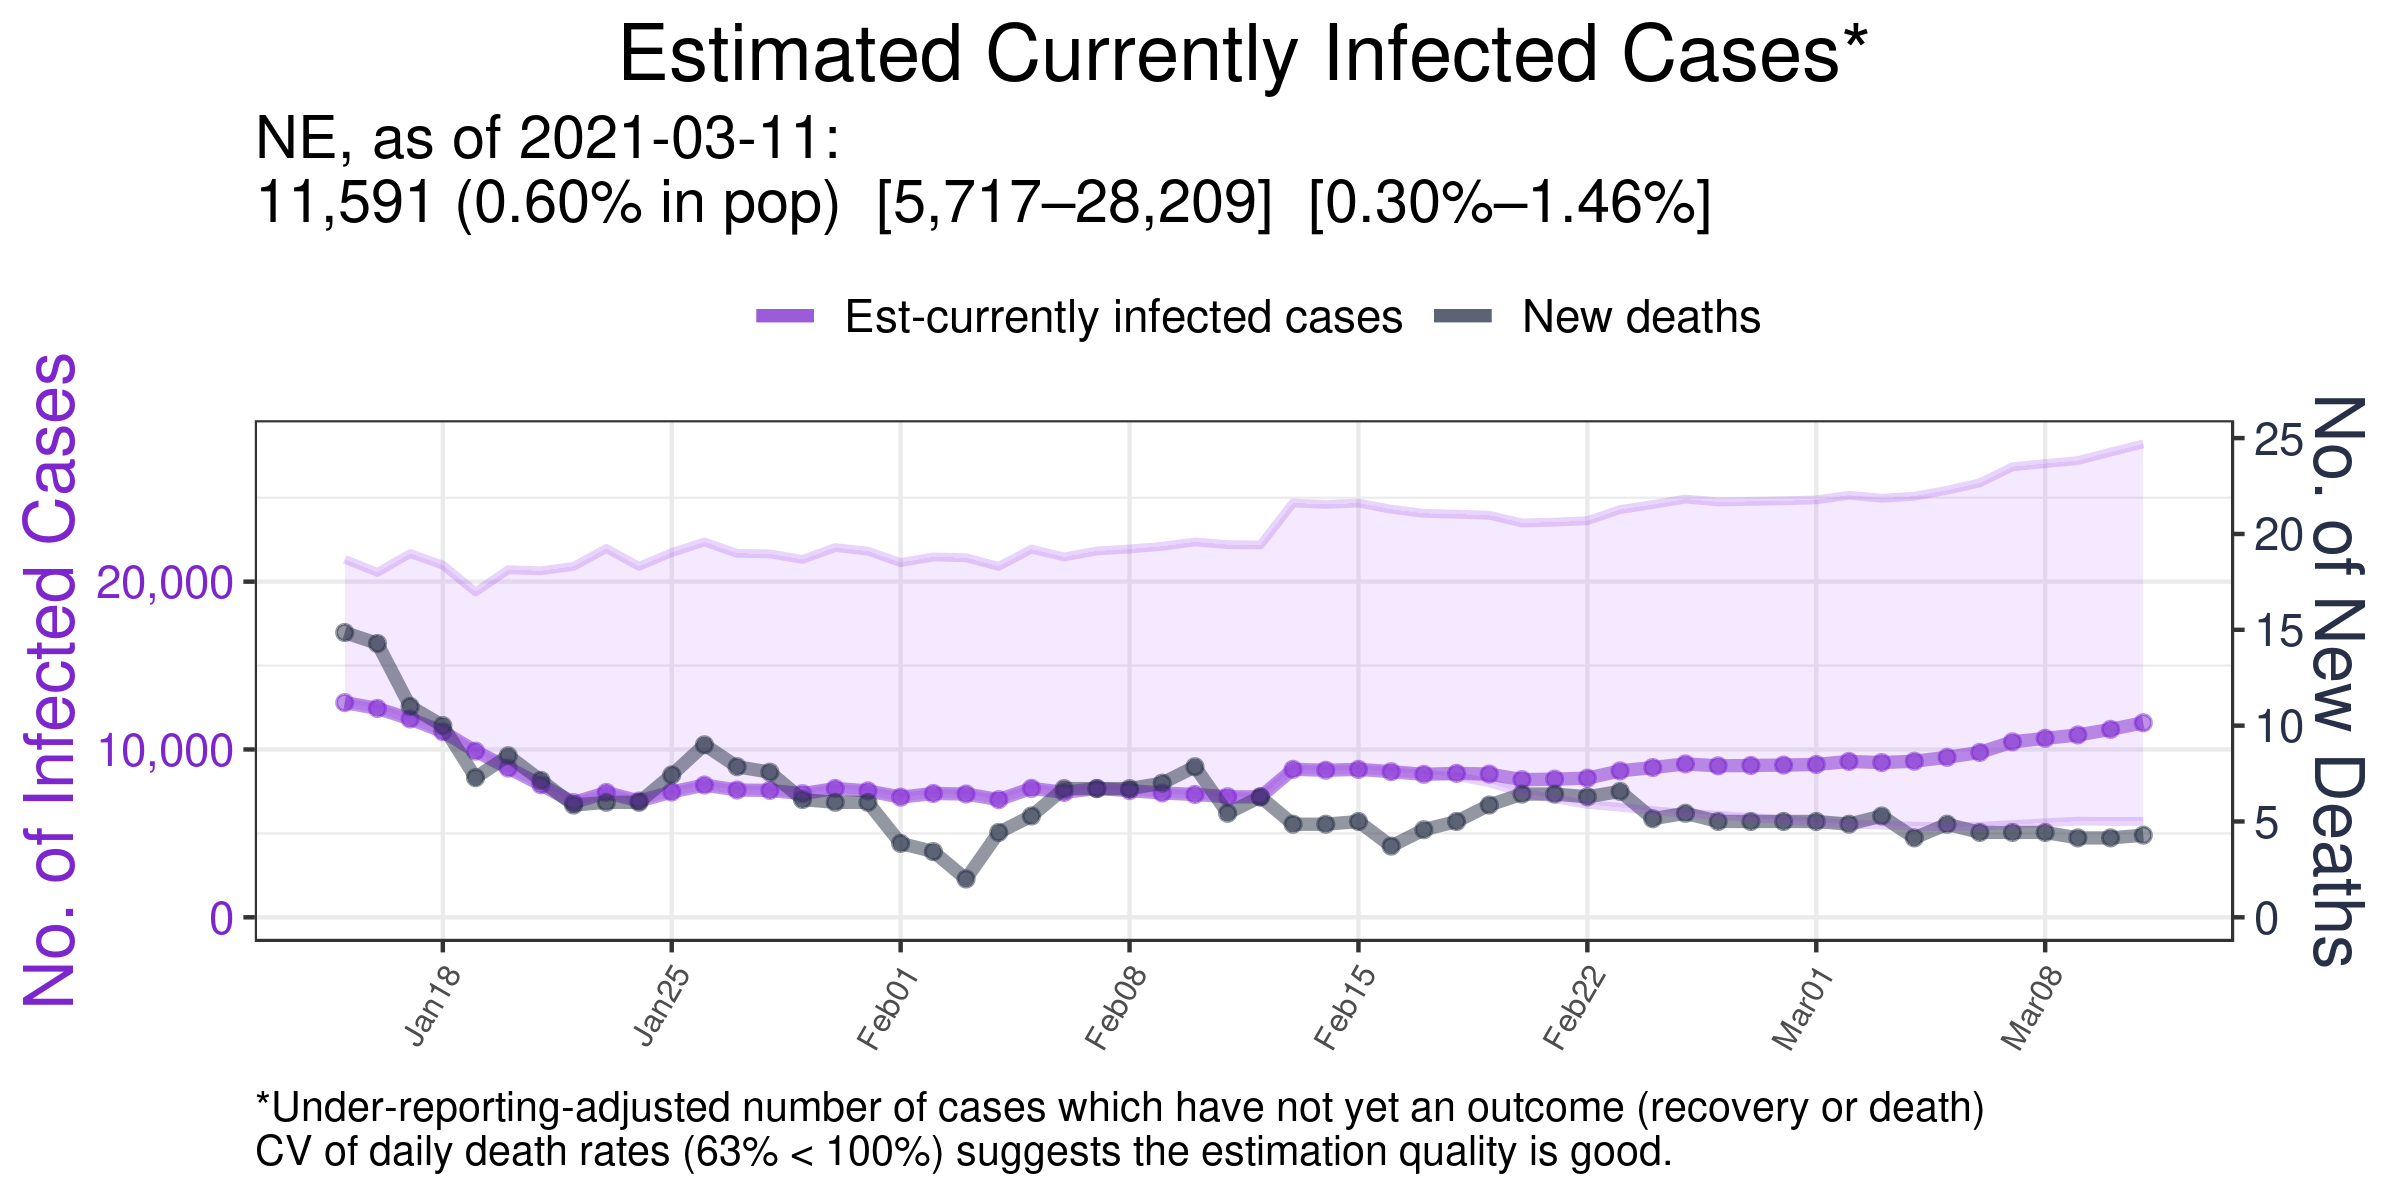 Estimated Currently Infected Cases*
NE, as of 2021-03-11:
11,591 (0.60% in pop)  [5,717–28,209]  [0.30%–1.46%]
Est-currently infected cases
New deaths
No. of Infected Cases
20,000
10,000
0
25
20
15
10
5
0
No. of New Deaths
Jan18
Jan25
Feb01
Feb08
Feb15
Feb22
Mar01
Mar08
*Under-reporting-adjusted number of cases which have not yet an outcome (recovery or death)
CV of daily death rates (63% < 100%) suggests the estimation quality is good.